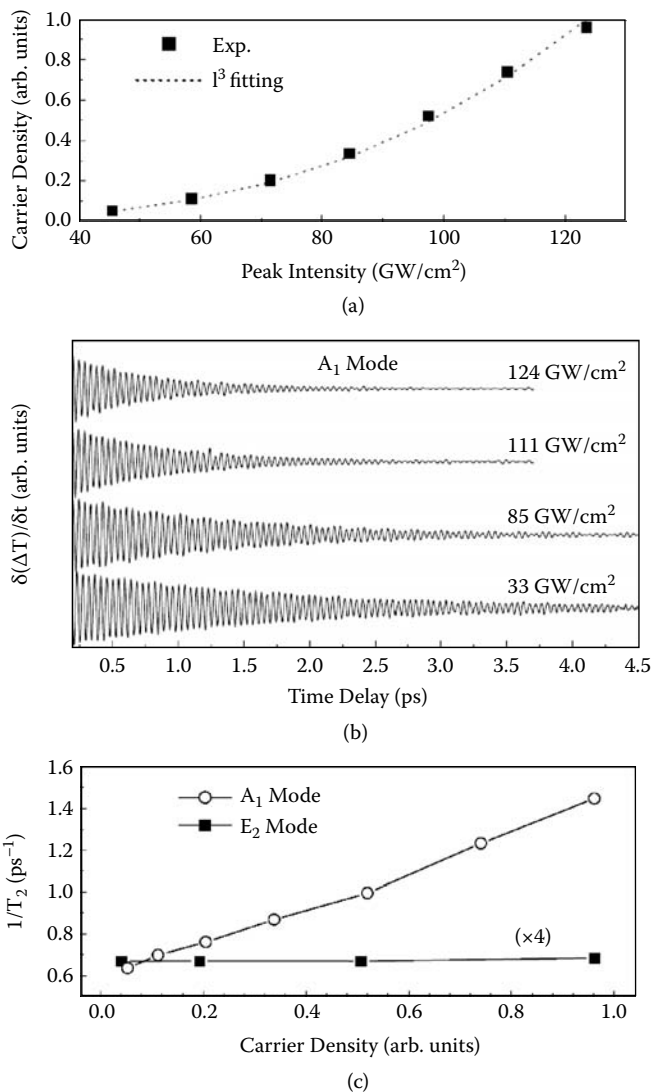 Carrier Density (arb. units)
1.0
0.8
0.6
0.4
0.2
0.0
Exp.
l³ fitting
40
60
80
100
120
Peak Intensity (GW/cm²)
(a)
δ(ΔT)/δt (arb. units)
A₁ Mode
124 GW/cm²
111 GW/cm²
85 GW/cm²
33 GW/cm²
0.5
1.0
1.5
2.0
2.5
3.0
3.5
4.0
4.5
Time Delay (ps)
(b)
1/T₂ (ps⁻¹)
1.6
1.4
1.2
1.0
0.8
0.6
A₁ Mode
E₂ Mode
(×4)
0.0
0.2
0.4
0.6
0.8
1.0
Carrier Density (arb. units)
(c)